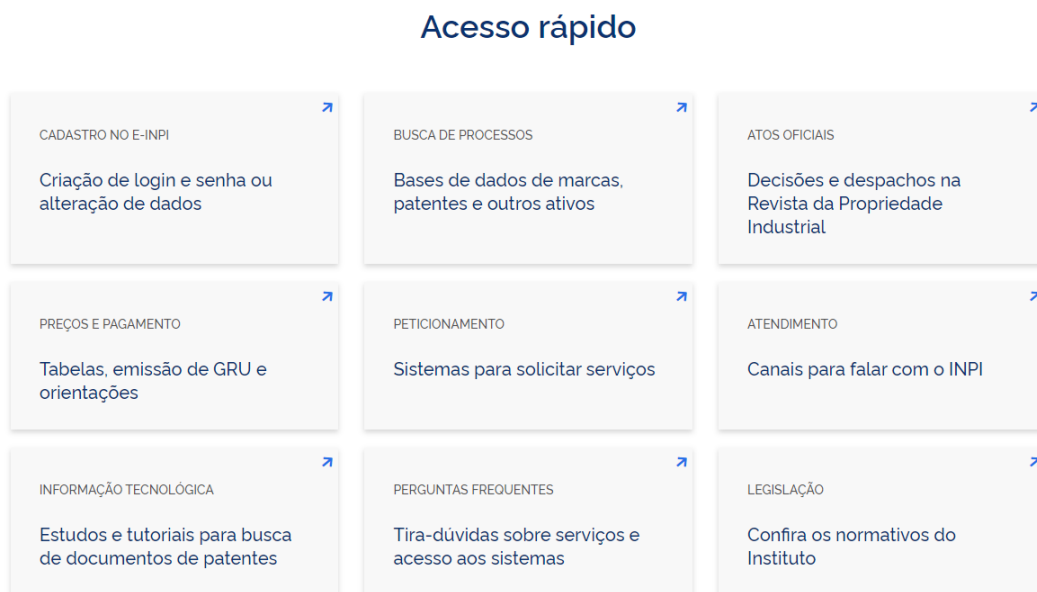 Acesso rápido
CADASTRO NO E-INPI
Criação de login e senha ou
alteração de dados
BUSCA DE PROCESSOS
Bases de dados de marcas,
patentes e outros ativos
ATOS OFICIAIS
Decisões e despachos na
Revista da Propriedade
Industrial
PREÇOS E PAGAMENTO
Tabelas, emissão de GRU e
orientações
PETICIONAMENTO
Sistemas para solicitar serviços
ATENDIMENTO
Canais para falar com o INPI
INFORMAÇÃO TECNOLÓGICA
Estudos e tutoriais para busca
de documentos de patentes
PERGUNTAS FREQUENTES
Tira-dúvidas sobre serviços e
acesso aos sistemas
LEGISLAÇÃO
Confira os normativos do
Instituto